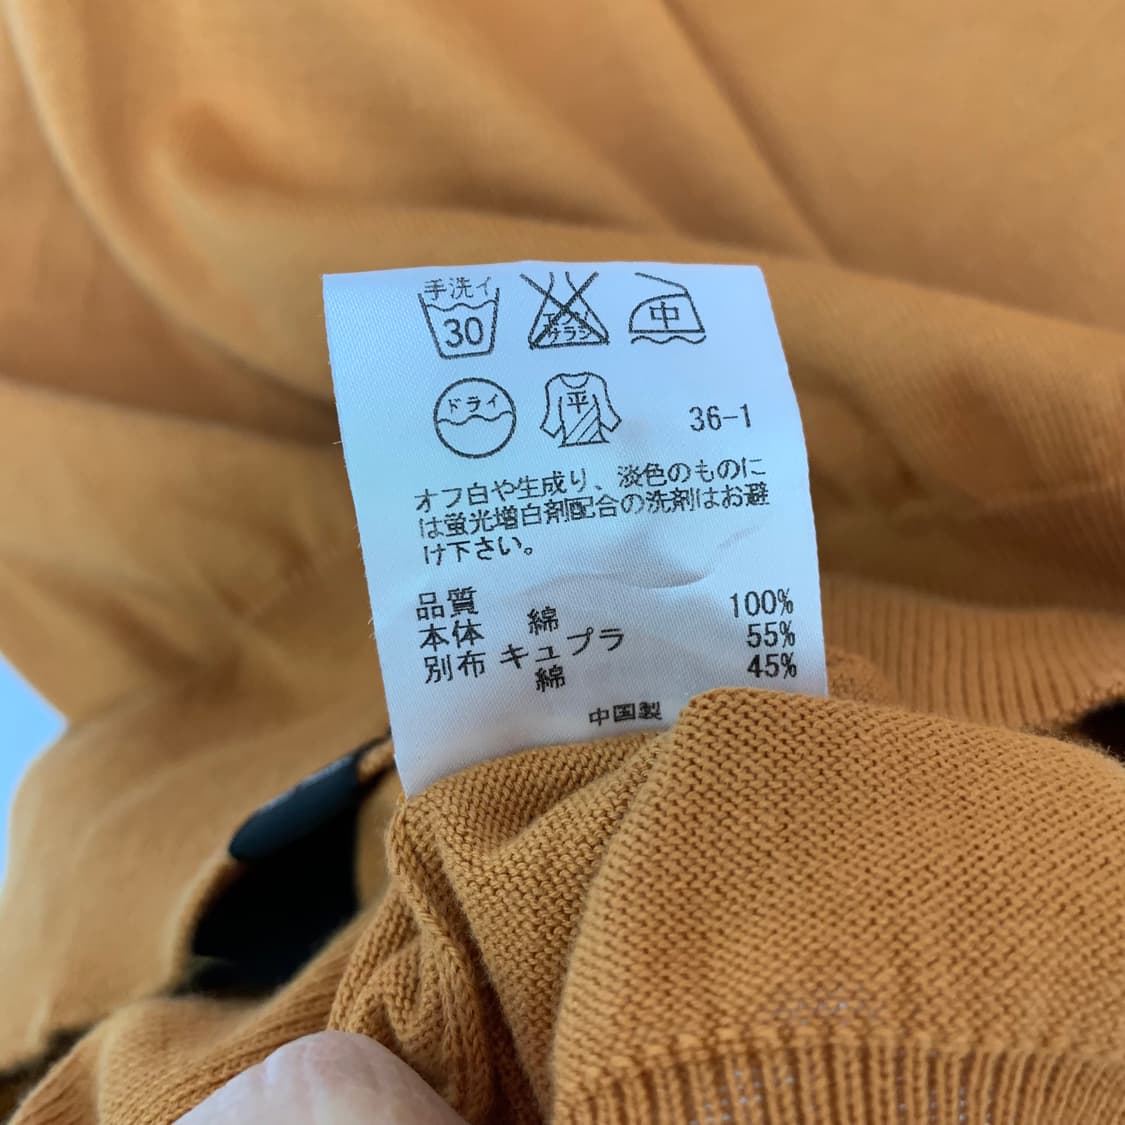 手洗イ
30
エンソ
サラシ
中
ドライ
平
36-1
オフ白や生成り、淡色のものに
は蛍光増白剤配合の洗剤はお避
け下さい。
品質
本体 綿 100%
別布 キュプラ 55%
綿 45%
中国製